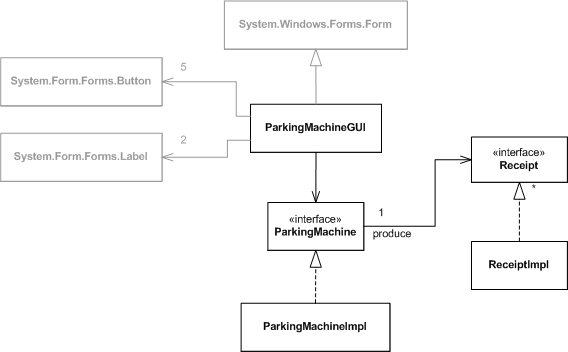 System.Windows.Forms.Form
5
System.Form.Forms.Button
ParkingMachineGUI
2
System.Form.Forms.Label
«interface»
Receipt
*
«interface»
ParkingMachine
1
produce
ReceiptImpl
ParkingMachineImpl